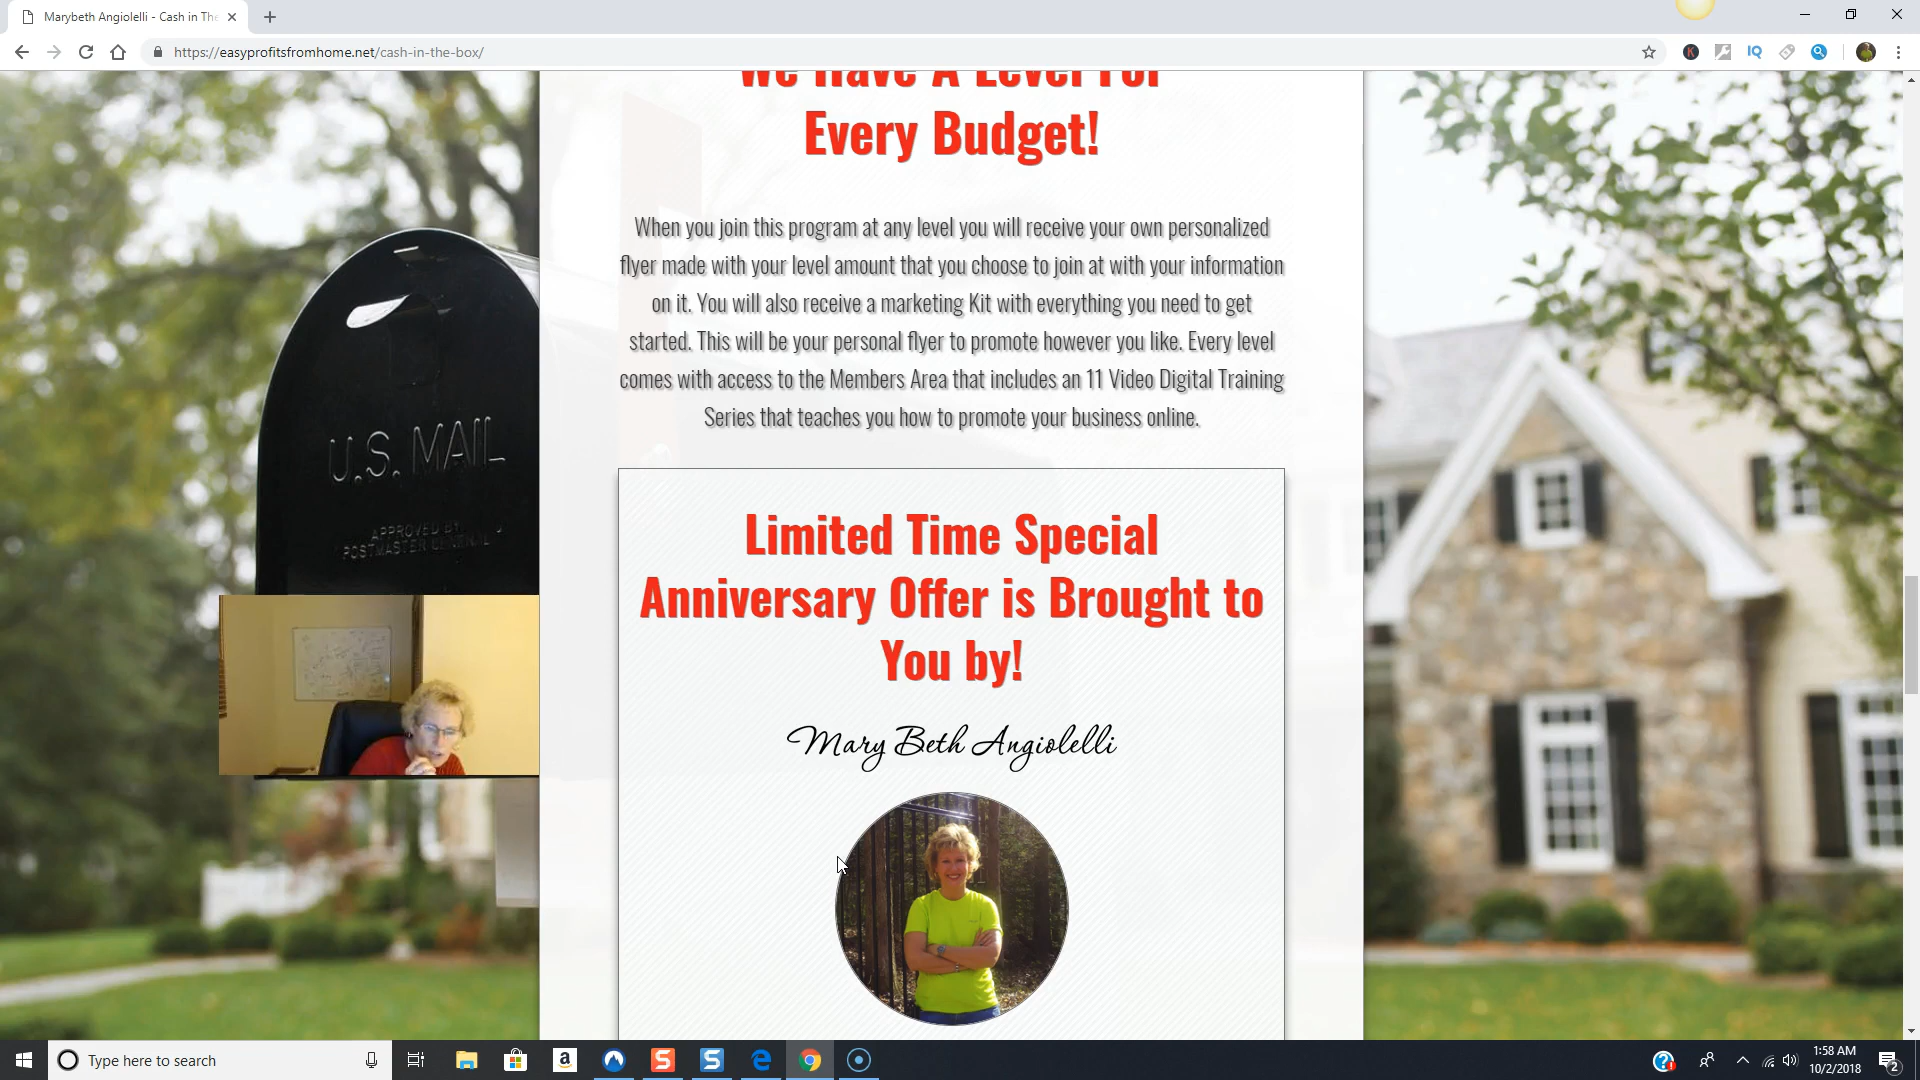 Marybeth Angiolelli - Cash in The
https://easyprofitsfromhome.net/cash-in-the-box/
We Have A Level For
Every Budget!
When you join this program at any level you will receive your own personalized
flyer made with your level amount that you choose to join at with your information
on it. You will also receive a marketing Kit with everything you need to get
started. This will be your personal flyer to promote however you like. Every level
comes with access to the Members Area that includes an 11 Video Digital Training
Series that teaches you how to promote your business online.
U.S. MAIL
APPROVED BY
POSTMASTER GENERAL
Limited Time Special
Anniversary Offer is Brought to
You by!
Mary Beth Angiolelli
Type here to search
1:58 AM
10/2/2018
2